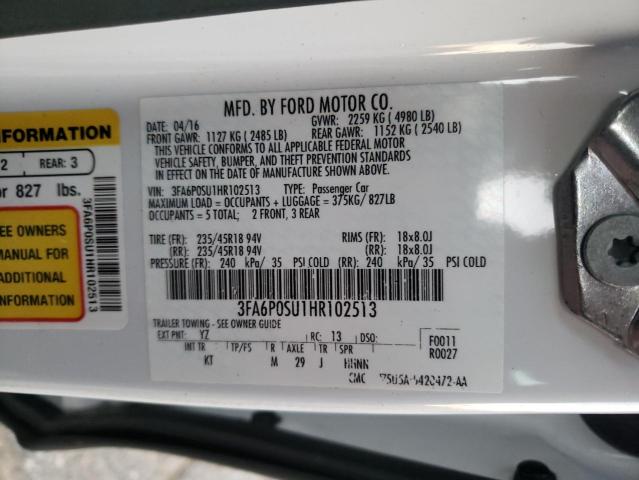 NFORMATION
2 REAR: 3
or 827 lbs.
EE OWNERS
MANUAL FOR
ADDITIONAL
INFORMATION
3FA6P0SU1HR102513
MFD. BY FORD MOTOR CO.
DATE: 04/16 GVWR: 2259 KG ( 4980 LB)
FRONT GAWR: 1127 KG ( 2485 LB) REAR GAWR: 1152 KG ( 2540 LB)
THIS VEHICLE CONFORMS TO ALL APPLICABLE FEDERAL MOTOR
VEHICLE SAFETY, BUMPER, AND THEFT PREVENTION STANDARDS
IN EFFECT ON THE DATE OF MANUFACTURE SHOWN ABOVE.
VIN: 3FA6P0SU1HR102513 TYPE: Passenger Car
MAXIMUM LOAD = OCCUPANTS + LUGGAGE = 375KG/ 827LB
OCCUPANTS = 5 TOTAL; 2 FRONT, 3 REAR
TIRE (FR): 235/45R18 94V RIMS (FR): 18x8.0J
(RR): 235/45R18 94V (RR): 18x8.0J
PRESSURE (FR): 240 kPa/ 35 PSI COLD (RR): 240 kPa/ 35 PSI COLD
3FA6P0SU1HR102513
TRAILER TOWING - SEE OWNER GUIDE
EXT PNT: YZ RC: 13 DSO: F0011
INT TR TP/PS R AXLE TR SPR R0027
KT M 29 J